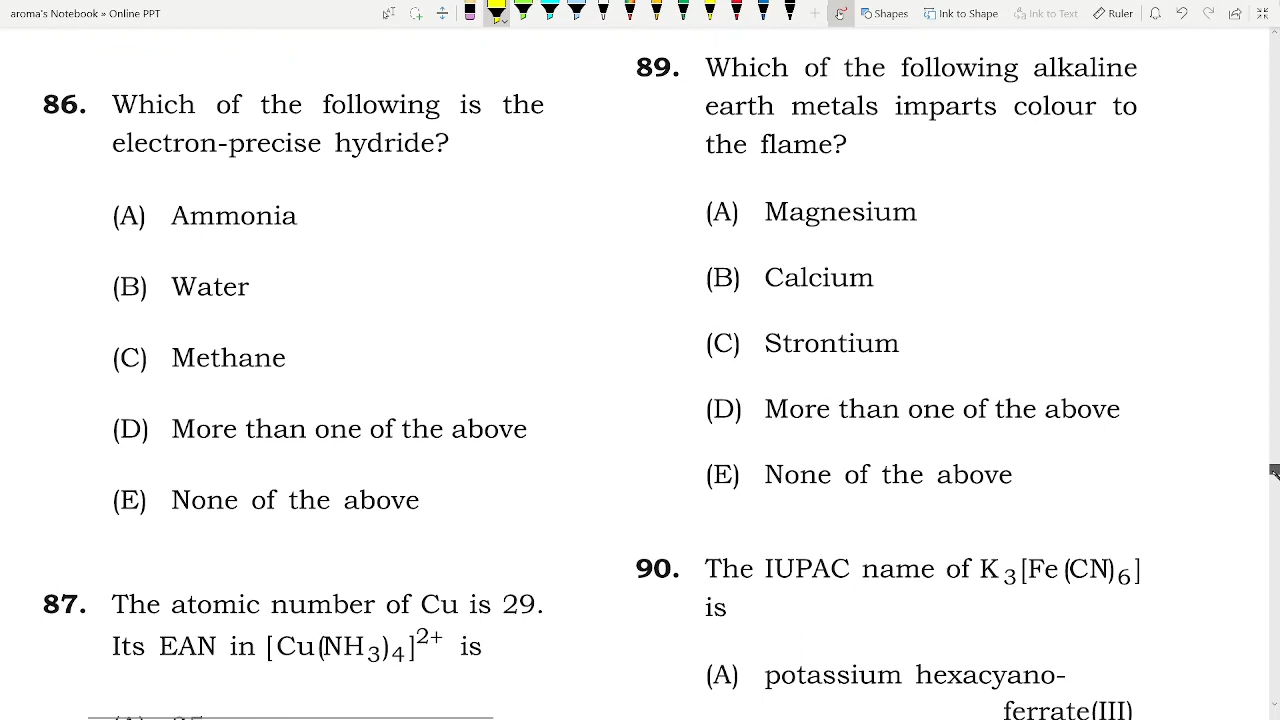 aroma's Notebook » Online PPT
Shapes
Ink to Shape
Ink to Text
Ruler
86. Which of the following is the
electron-precise hydride?
(A) Ammonia
(B) Water
(C) Methane
(D) More than one of the above
(E) None of the above
87. The atomic number of Cu is 29.
Its EAN in [Cu(NH₃)₄]²⁺ is
89. Which of the following alkaline
earth metals imparts colour to
the flame?
(A) Magnesium
(B) Calcium
(C) Strontium
(D) More than one of the above
(E) None of the above
90. The IUPAC name of K₃[Fe(CN)₆]
is
(A) potassium hexacyano-
ferrate(III)